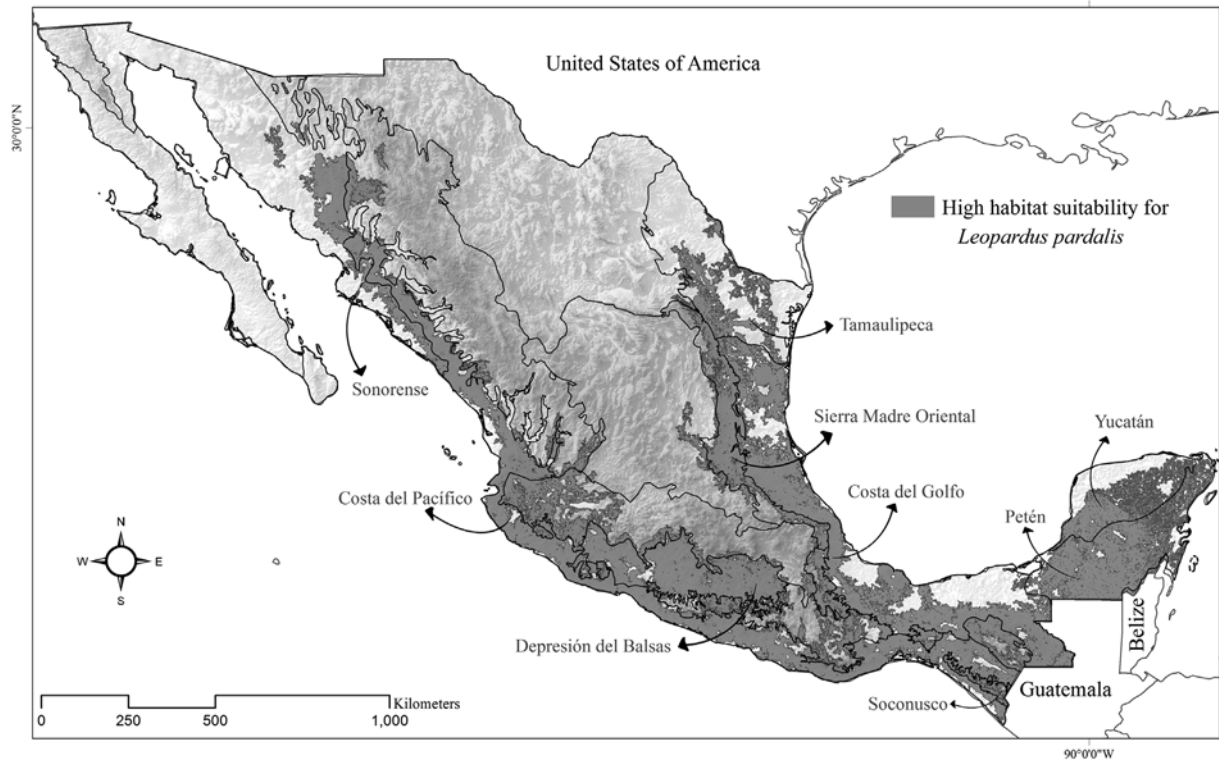 United States of America
30°0'0"N
High habitat suitability for
Leopardus pardalis
Tamaulipeca
Sonorense
Sierra Madre Oriental
Yucatán
Costa del Pacífico
Costa del Golfo
Petén
N
W
E
S
Depresión del Balsas
Belize
Guatemala
Soconusco
Kilometers
0 250 500 1,000
90°0'0"W